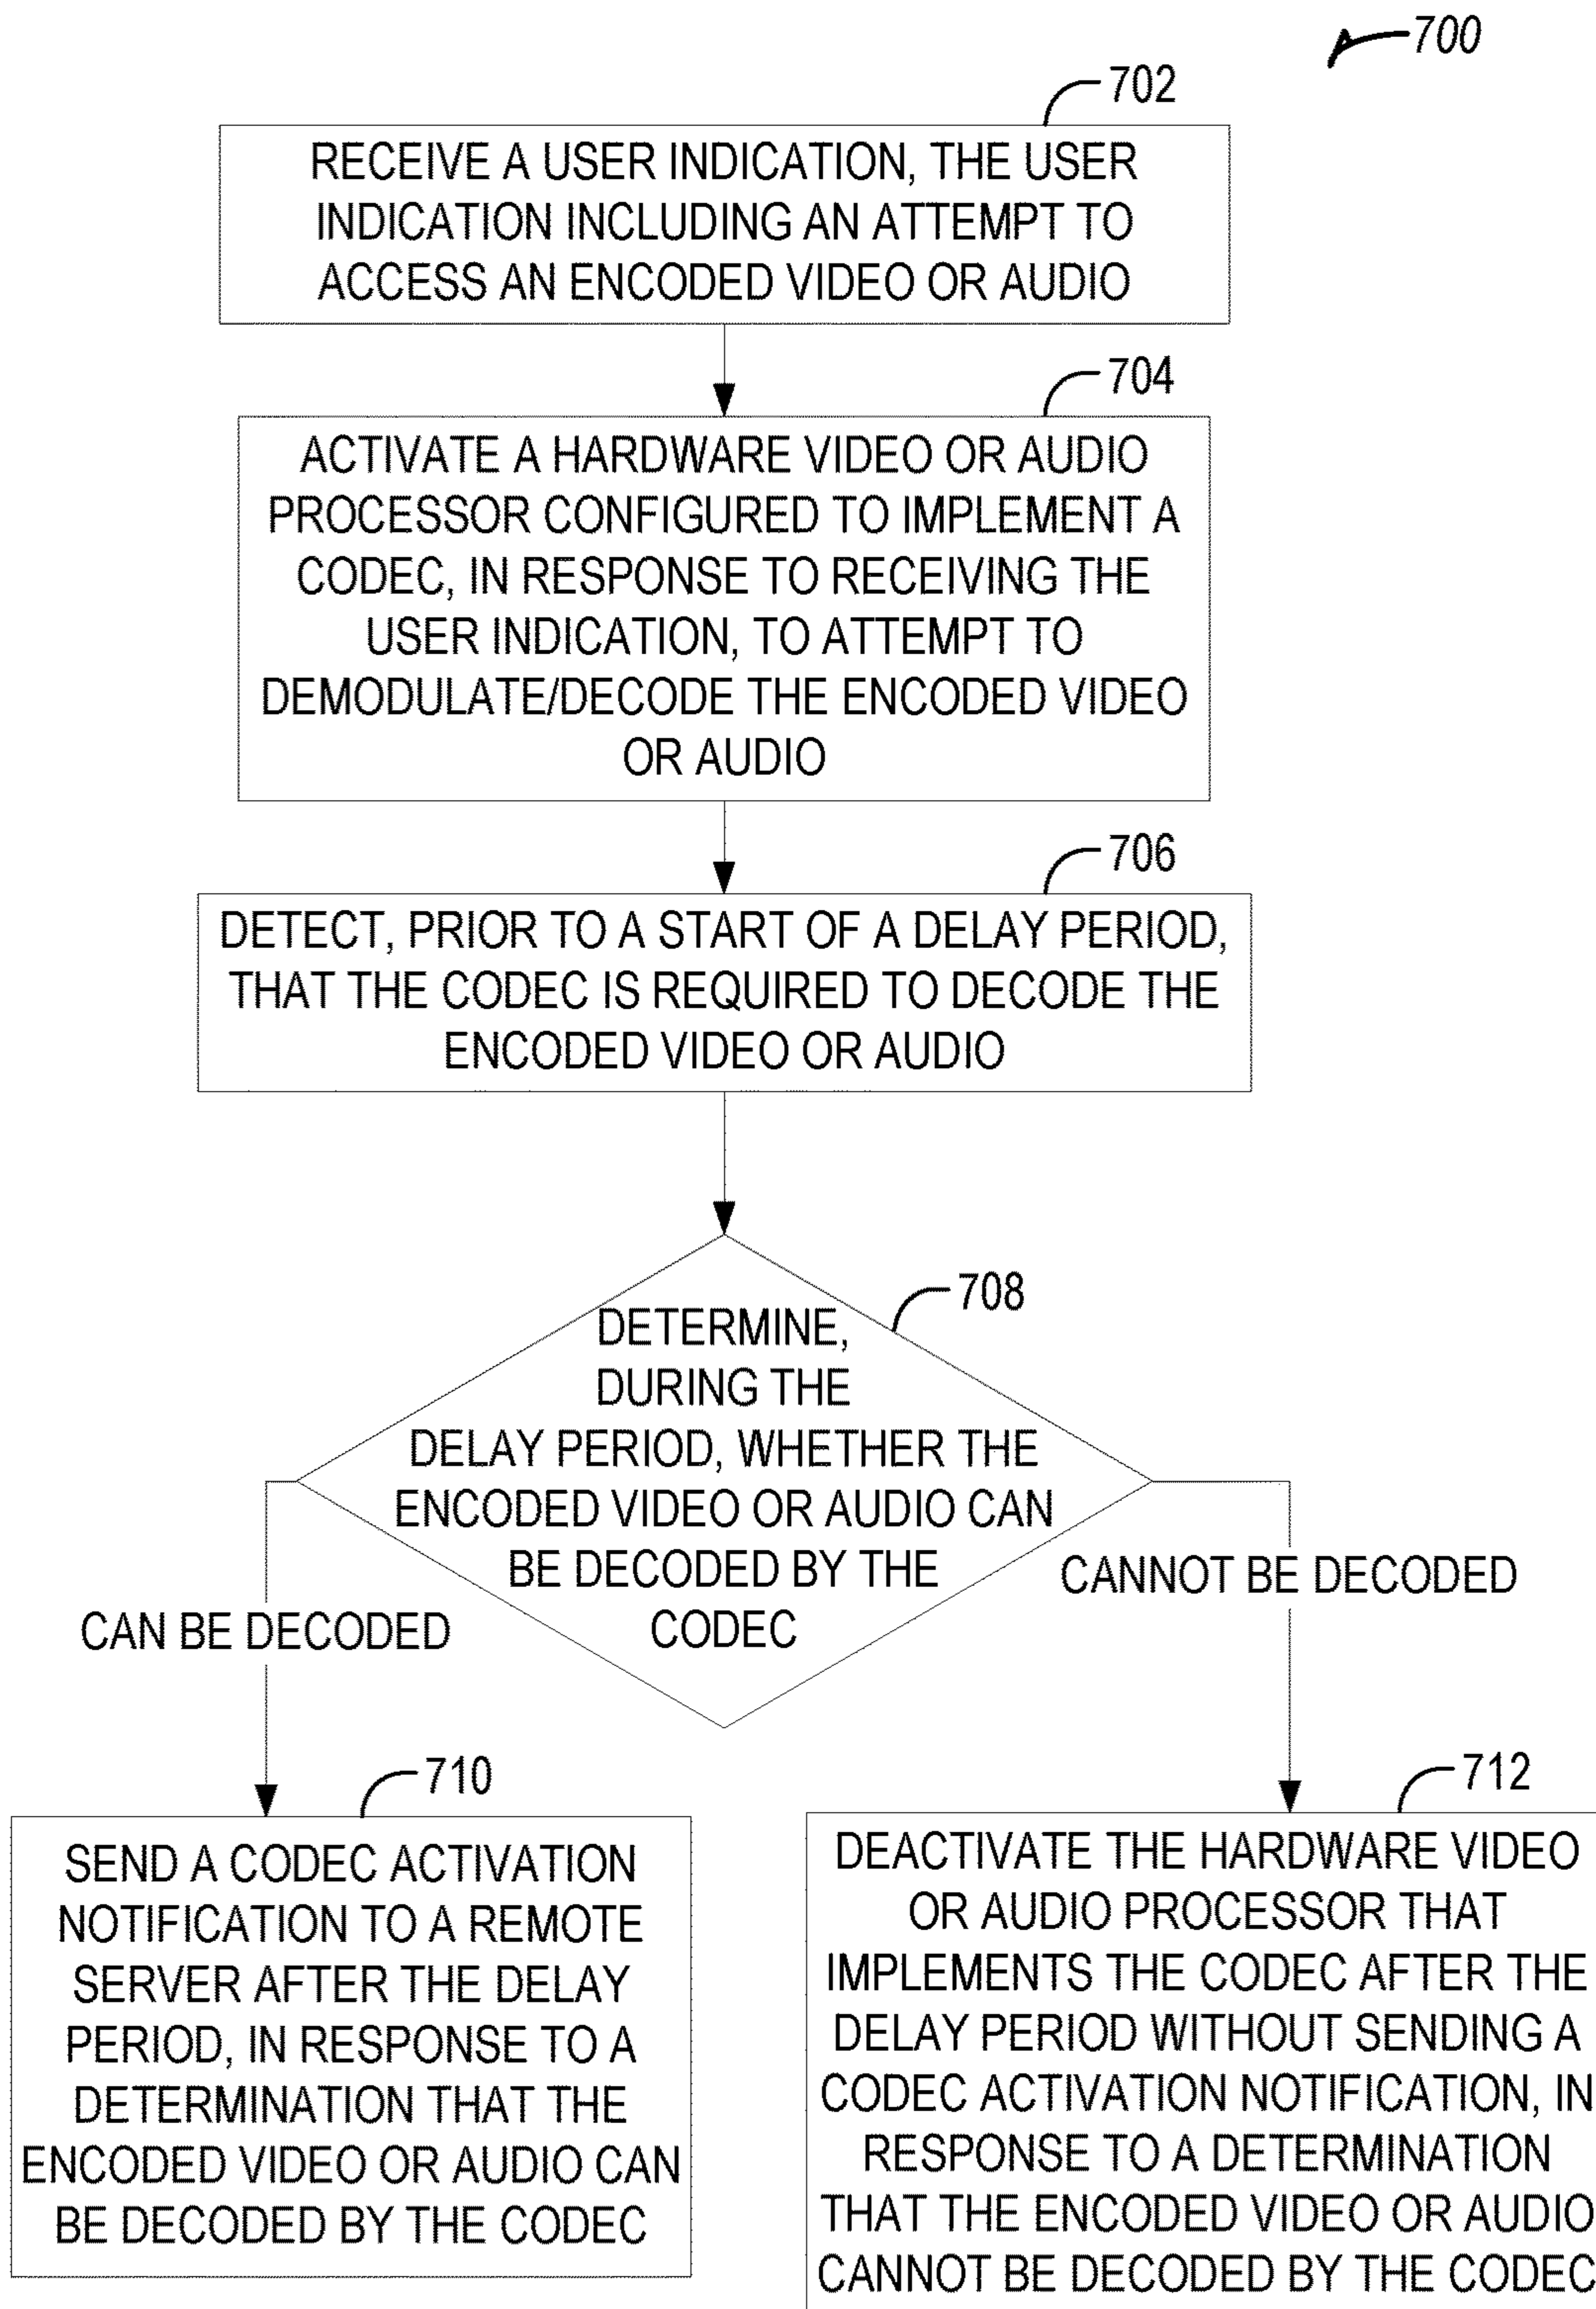 700
702
RECEIVE A USER INDICATION, THE USER
INDICATION INCLUDING AN ATTEMPT TO
ACCESS AN ENCODED VIDEO OR AUDIO
704
ACTIVATE A HARDWARE VIDEO OR AUDIO
PROCESSOR CONFIGURED TO IMPLEMENT A
CODEC, IN RESPONSE TO RECEIVING THE
USER INDICATION, TO ATTEMPT TO
DEMODULATE/DECODE THE ENCODED VIDEO
OR AUDIO
706
DETECT, PRIOR TO A START OF A DELAY PERIOD,
THAT THE CODEC IS REQUIRED TO DECODE THE
ENCODED VIDEO OR AUDIO
708
DETERMINE,
DURING THE
DELAY PERIOD, WHETHER THE
ENCODED VIDEO OR AUDIO CAN
BE DECODED BY THE
CODEC
CAN BE DECODED
CANNOT BE DECODED
710
SEND A CODEC ACTIVATION
NOTIFICATION TO A REMOTE
SERVER AFTER THE DELAY
PERIOD, IN RESPONSE TO A
DETERMINATION THAT THE
ENCODED VIDEO OR AUDIO CAN
BE DECODED BY THE CODEC
712
DEACTIVATE THE HARDWARE VIDEO
OR AUDIO PROCESSOR THAT
IMPLEMENTS THE CODEC AFTER THE
DELAY PERIOD WITHOUT SENDING A
CODEC ACTIVATION NOTIFICATION, IN
RESPONSE TO A DETERMINATION
THAT THE ENCODED VIDEO OR AUDIO
CANNOT BE DECODED BY THE CODEC